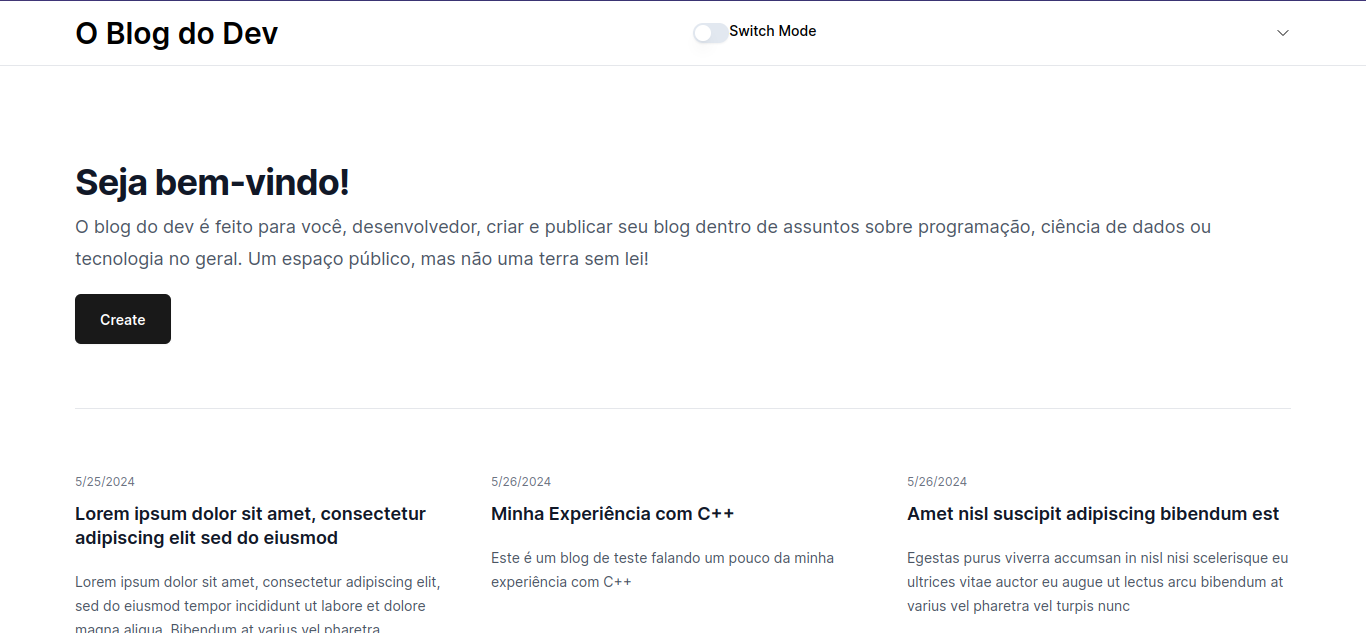 O Blog do Dev
Switch Mode
Seja bem-vindo!
O blog do dev é feito para você, desenvolvedor, criar e publicar seu blog dentro de assuntos sobre programação, ciência de dados ou
tecnologia no geral. Um espaço público, mas não uma terra sem lei!
Create
5/25/2024
Lorem ipsum dolor sit amet, consectetur
adipiscing elit sed do eiusmod
Lorem ipsum dolor sit amet, consectetur adipiscing elit,
sed do eiusmod tempor incididunt ut labore et dolore
magna aliqua. Bibendum at varius vel pharetra
5/26/2024
Minha Experiência com C++
Este é um blog de teste falando um pouco da minha
experiência com C++
5/26/2024
Amet nisl suscipit adipiscing bibendum est
Egestas purus viverra accumsan in nisl nisi scelerisque eu
ultrices vitae auctor eu augue ut lectus arcu bibendum at
varius vel pharetra vel turpis nunc